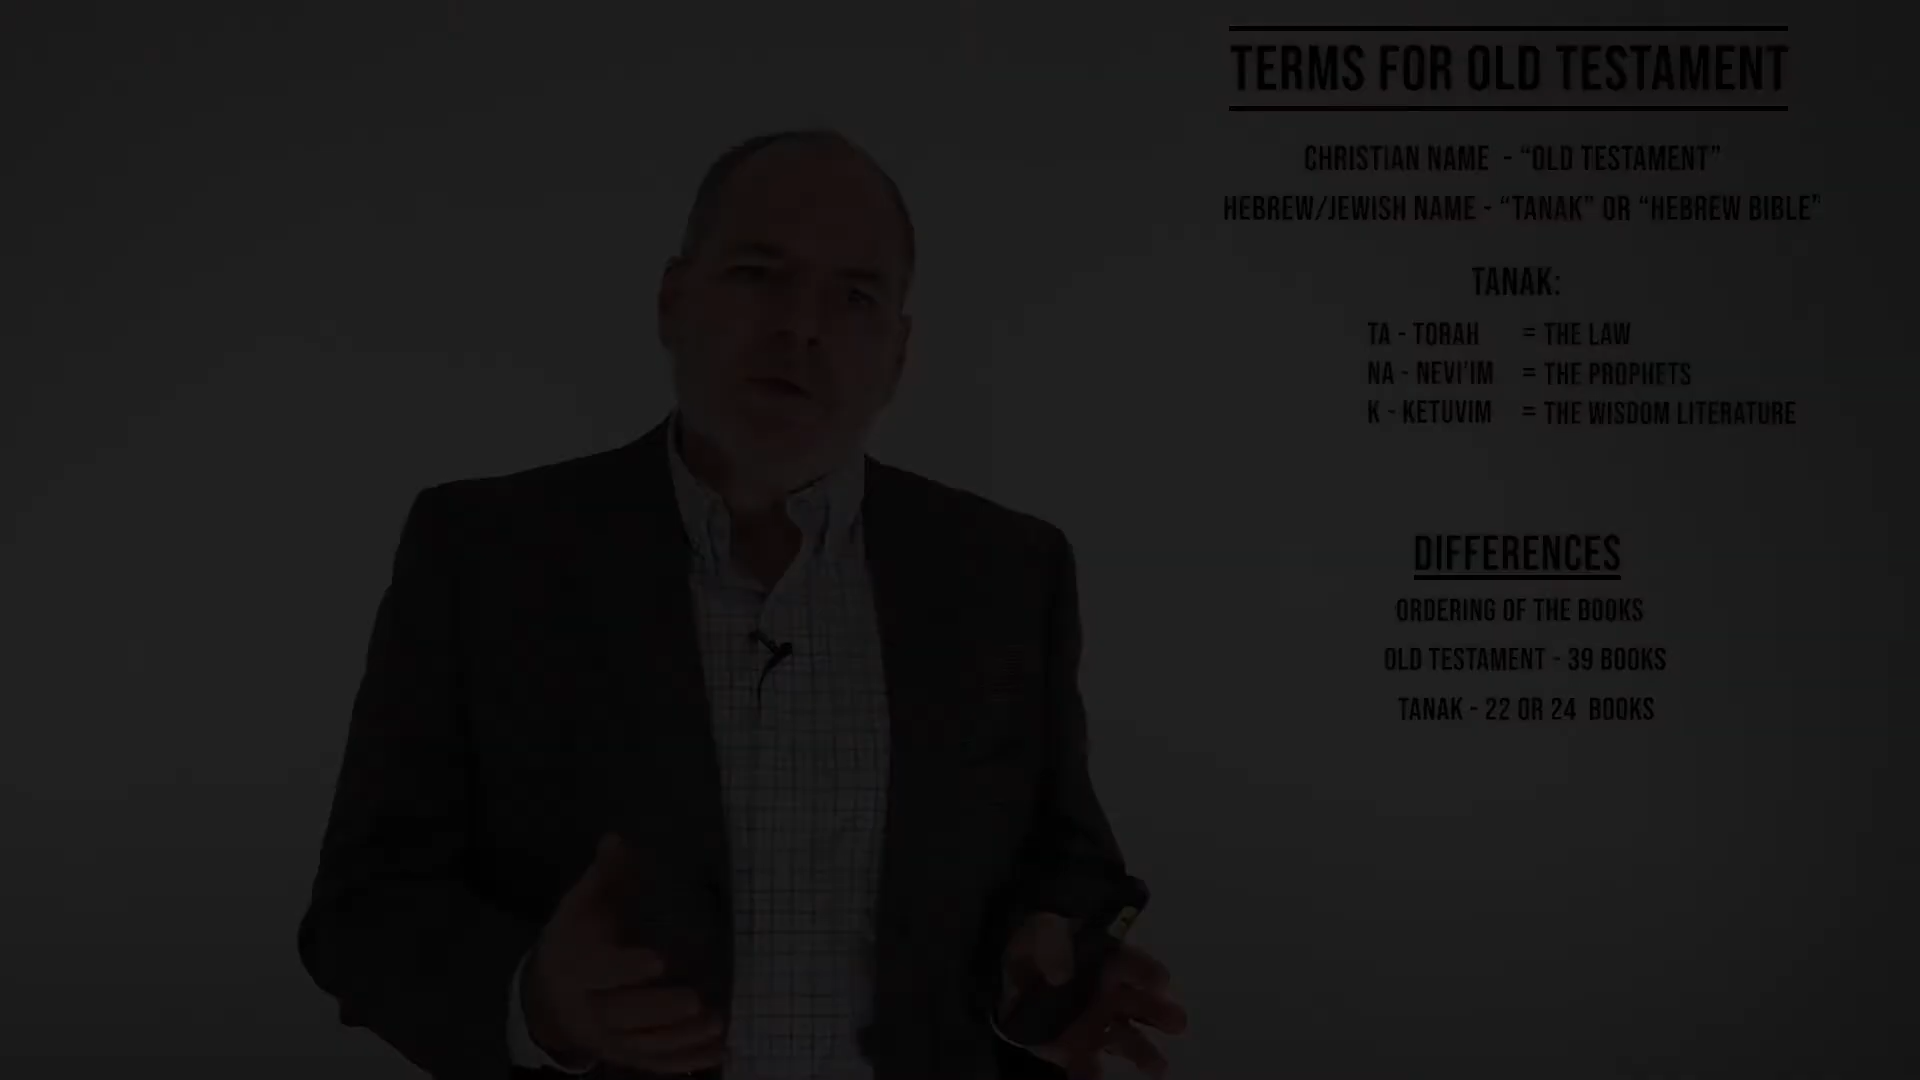 TERMS FOR OLD TESTAMENT
CHRISTIAN NAME - “OLD TESTAMENT”
HEBREW/JEWISH NAME - “TANAK” OR “HEBREW BIBLE”
TANAK:
TA - TORAH = THE LAW
NA - NEVI'IM = THE PROPHETS
K - KETUVIM = THE WISDOM LITERATURE
DIFFERENCES
ORDERING OF THE BOOKS
OLD TESTAMENT - 39 BOOKS
TANAK - 22 OR 24 BOOKS